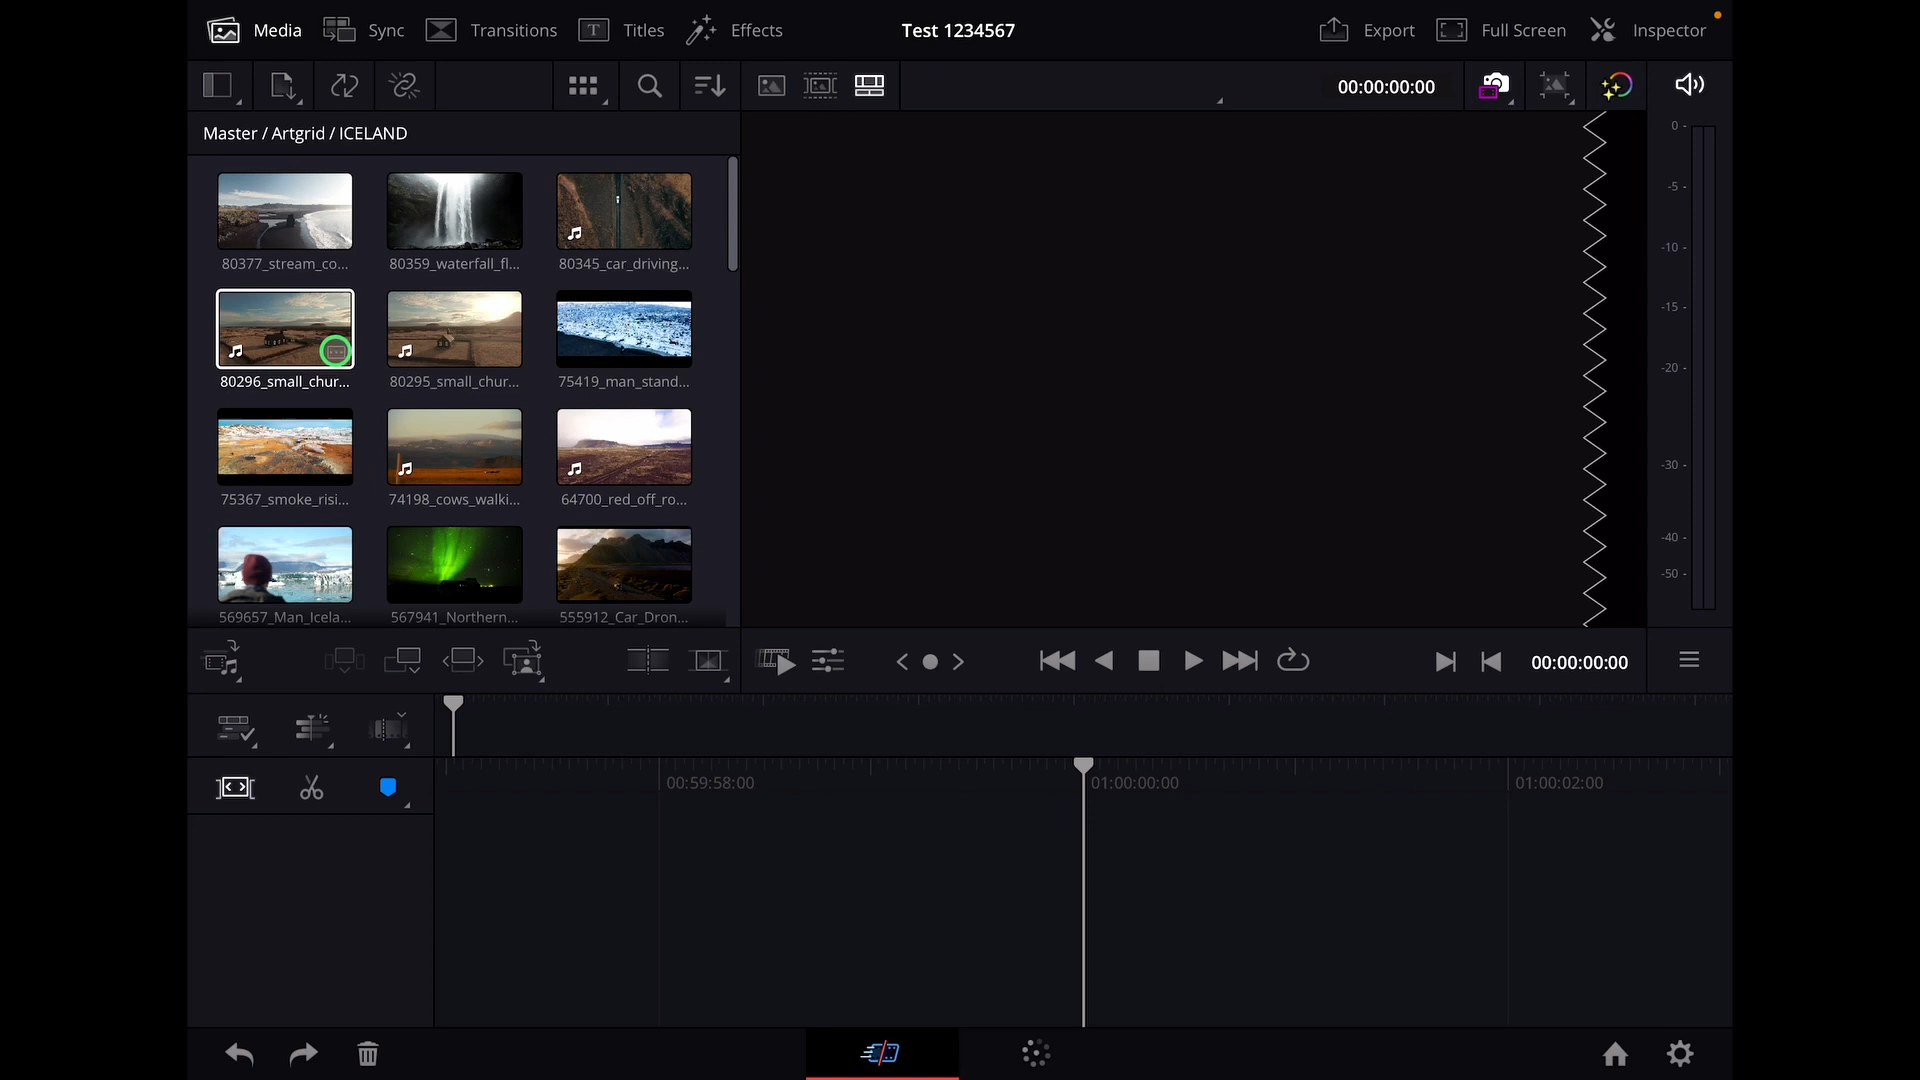 Media
Sync
Transitions
Titles
Effects
Test 1234567
Export
Full Screen
Inspector
00:00:00:00
Master / Artgrid / ICELAND
80377_stream_co...
80359_waterfall_fl...
80345_car_driving...
80296_small_chur...
80295_small_chur...
75419_man_stand...
75367_smoke_risi...
74198_cows_walki...
64700_red_off_ro...
569657_Man_Icela...
567941_Northern...
555912_Car_Dron...
0 -
-5 -
-10 -
-15 -
-20 -
-30 -
-40 -
-50 -
00:00:00:00
00:59:58:00
01:00:00:00
01:00:02:00